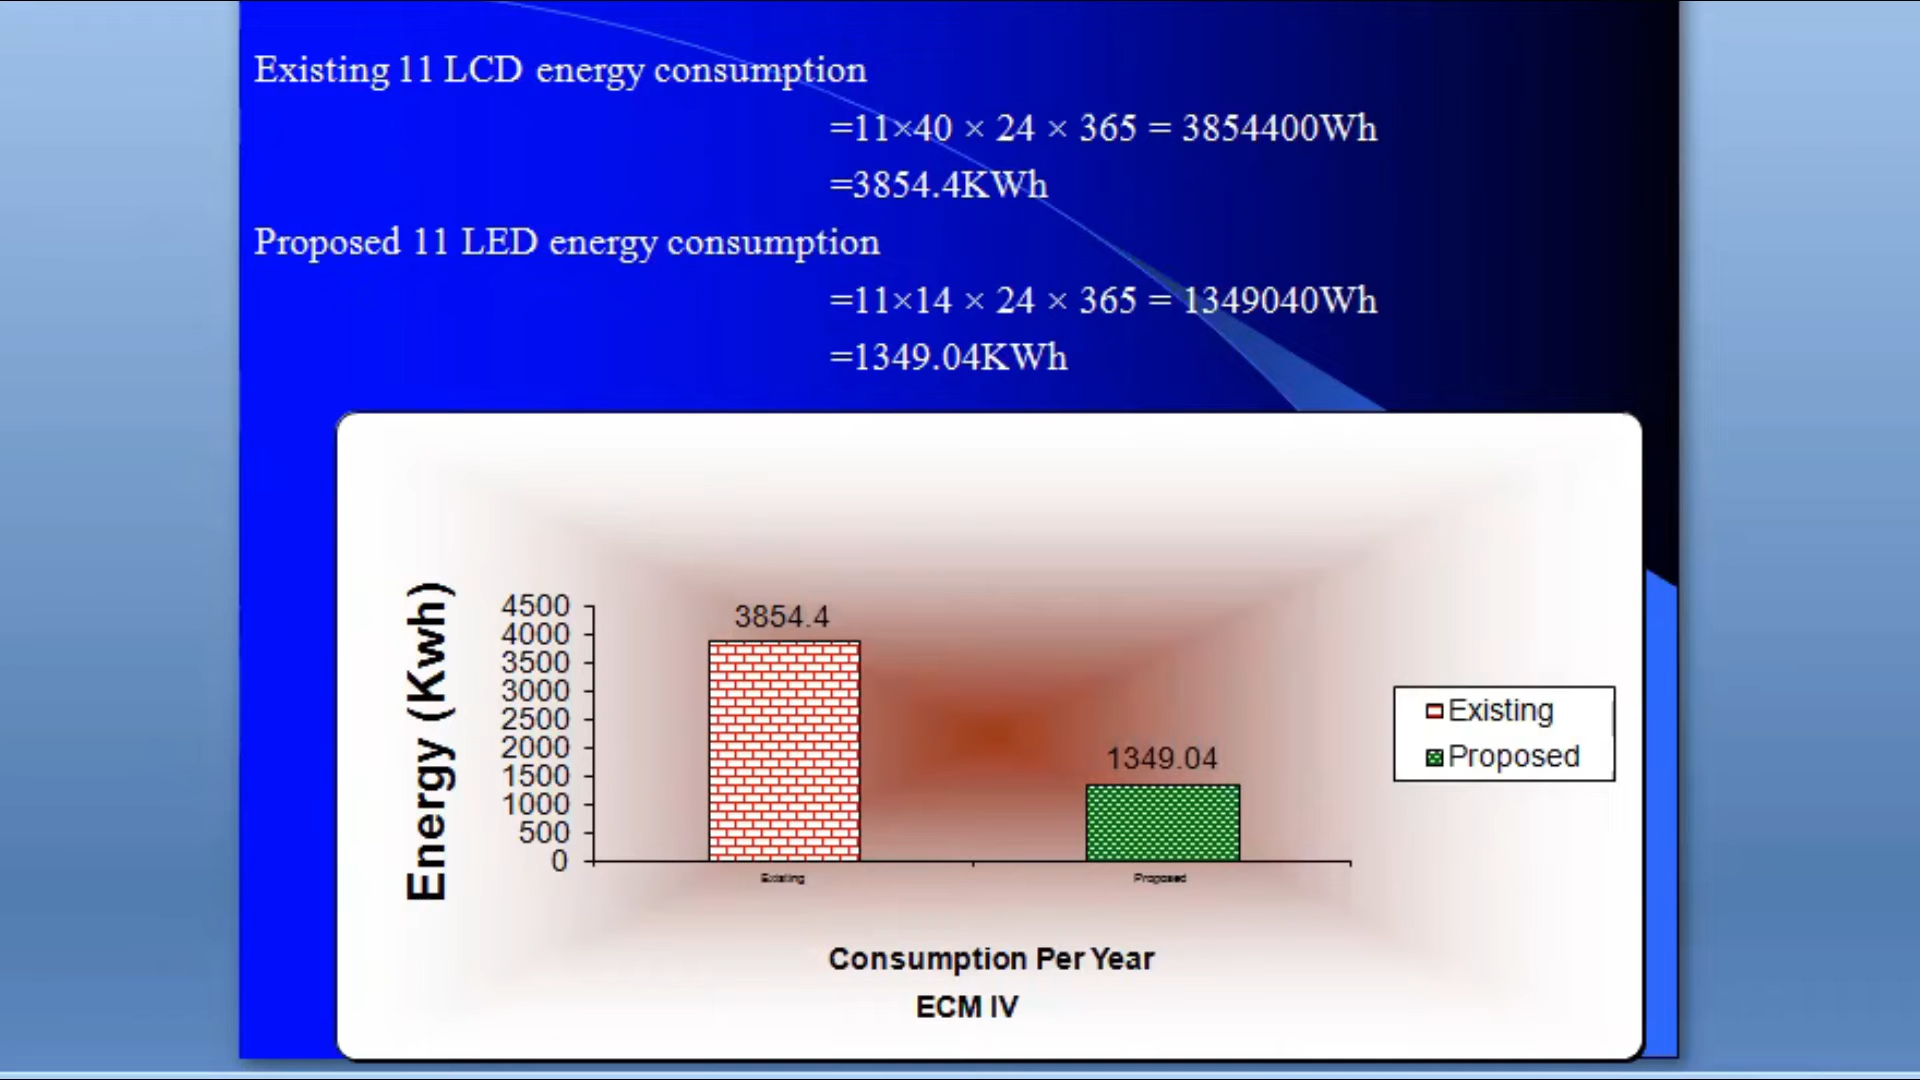 Existing 11 LCD energy consumption
=11×40 × 24 × 365 = 3854400Wh
=3854.4KWh
Proposed 11 LED energy consumption
=11×14 × 24 × 365 = 1349040Wh
=1349.04KWh
Energy (Kwh)
4500
4000
3500
3000
2500
2000
1500
1000
500
0
3854.4
1349.04
Existing
Proposed
Existing
Proposed
Consumption Per Year
ECM IV